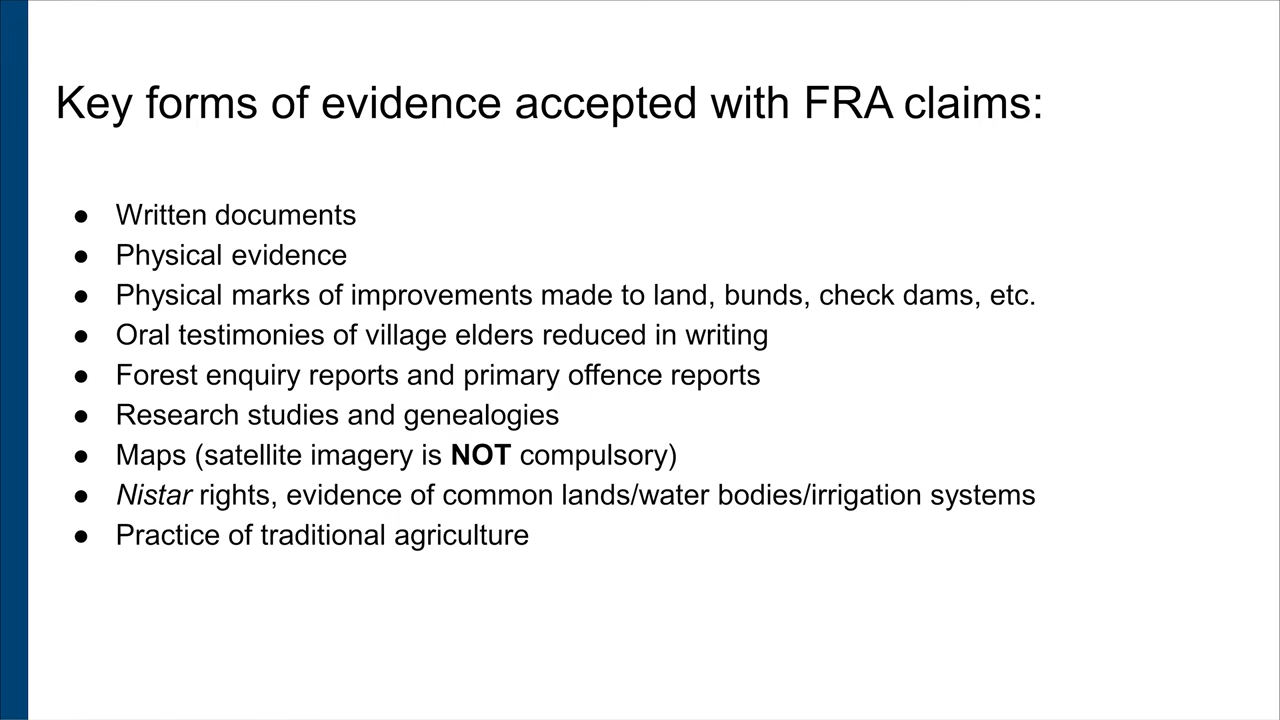 Key forms of evidence accepted with FRA claims:
● Written documents
● Physical evidence
● Physical marks of improvements made to land, bunds, check dams, etc.
● Oral testimonies of village elders reduced in writing
● Forest enquiry reports and primary offence reports
● Research studies and genealogies
● Maps (satellite imagery is NOT compulsory)
● Nistar rights, evidence of common lands/water bodies/irrigation systems
● Practice of traditional agriculture